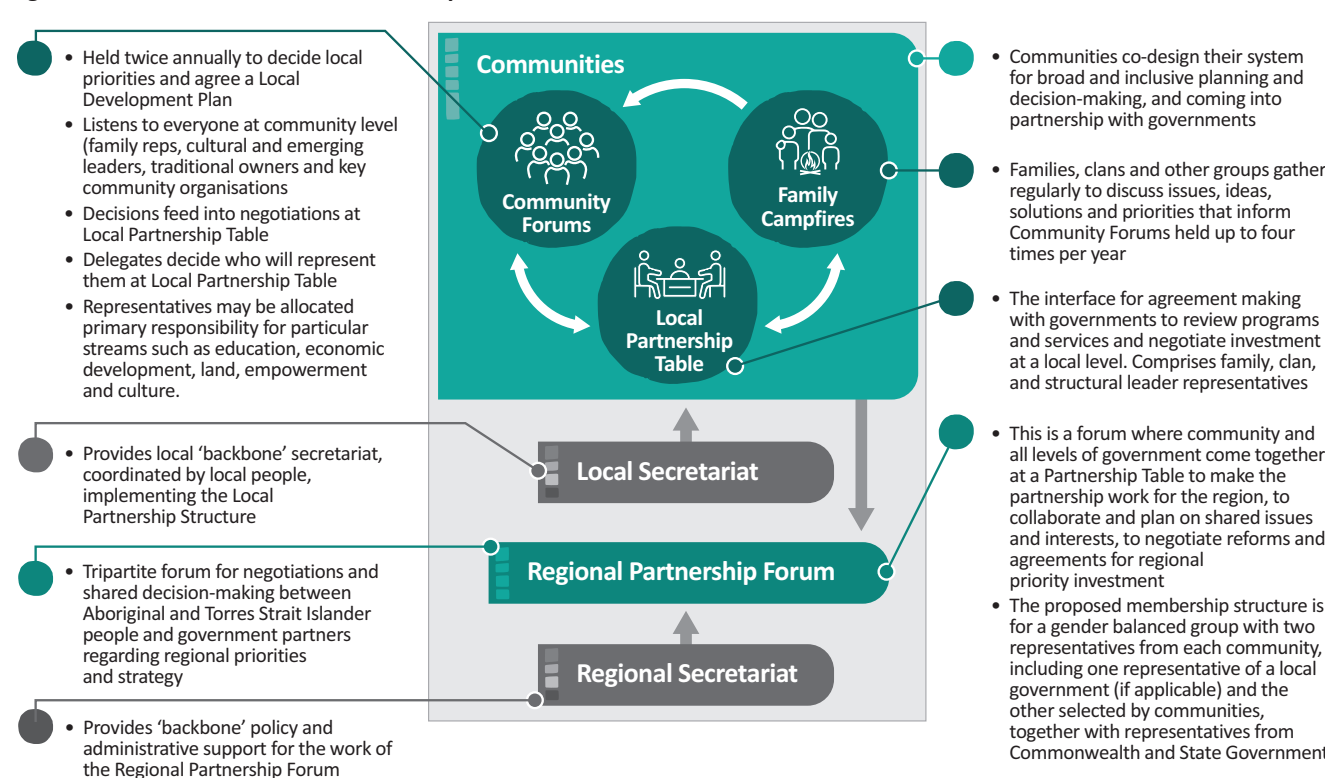 • Held twice annually to decide local
priorities and agree a Local
Development Plan
• Listens to everyone at community level
(family reps, cultural and emerging
leaders, traditional owners and key
community organisations
• Decisions feed into negotiations at
Local Partnership Table
• Delegates decide who will represent
them at Local Partnership Table
• Representatives may be allocated
primary responsibility for particular
streams such as education, economic
development, land, empowerment
and culture.
• Provides local ‘backbone’ secretariat,
coordinated by local people,
implementing the Local
Partnership Structure
• Tripartite forum for negotiations and
shared decision-making between
Aboriginal and Torres Strait Islander
people and government partners
regarding regional priorities
and strategy
• Provides ‘backbone’ policy and
administrative support for the work of
the Regional Partnership Forum
Communities
Community
Forums
Family
Campfires
Local
Partnership
Table
Local Secretariat
Regional Partnership Forum
Regional Secretariat
• Communities co-design their system
for broad and inclusive planning and
decision-making, and coming into
partnership with governments
• Families, clans and other groups gather
regularly to discuss issues, ideas,
solutions and priorities that inform
Community Forums held up to four
times per year
• The interface for agreement making
with governments to review programs
and services and negotiate investment
at a local level. Comprises family, clan,
and structural leader representatives
• This is a forum where community and
all levels of government come together
at a Partnership Table to make the
partnership work for the region, to
collaborate and plan on shared issues
and interests, to negotiate reforms and
agreements for regional
priority investment
• The proposed membership structure is
for a gender balanced group with two
representatives from each community,
including one representative of a local
government (if applicable) and the
other selected by communities,
together with representatives from
Commonwealth and State Government